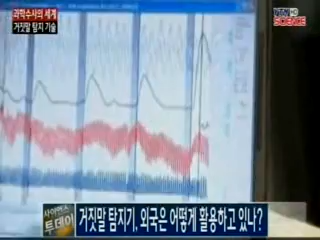 과학수사의 세계
거짓말 탐지 기술
YTN SCIENCE
사이언스
투데이
거짓말 탐지기, 외국은 어떻게 활용하고 있나?